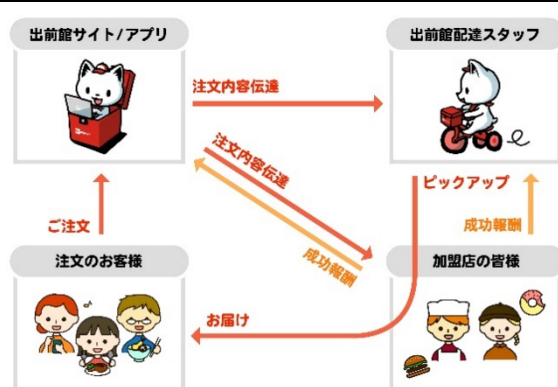 出前館サイト/アプリ
出前館配達スタッフ
注文内容伝達
注文内容伝達
成功報酬
ピックアップ
成功報酬
ご注文
注文のお客様
加盟店の皆様
お届け